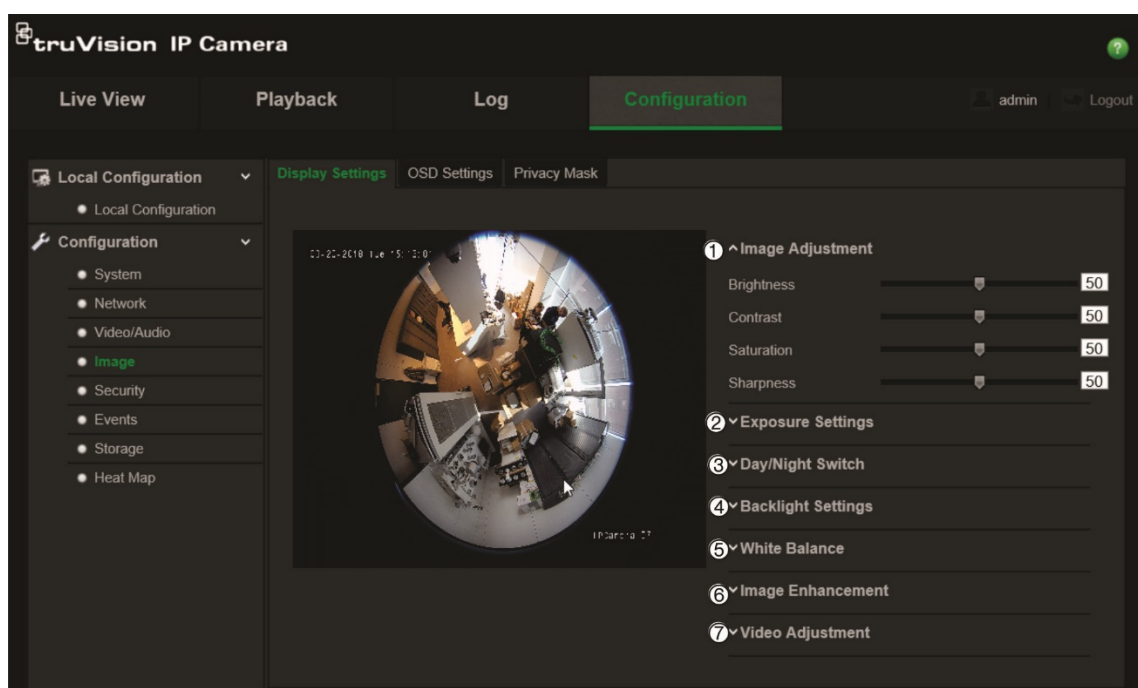 truVision IP Camera
?
Live View Playback Log Configuration admin Logout
Display Settings OSD Settings Privacy Mask
Local Configuration
Local Configuration
Configuration
System
Network
Video/Audio
Image
Security
Events
Storage
Heat Map
① Image Adjustment
Brightness 50
Contrast 50
Saturation 50
Sharpness 50
② Exposure Settings
③ Day/Night Switch
④ Backlight Settings
⑤ White Balance
⑥ Image Enhancement
⑦ Video Adjustment